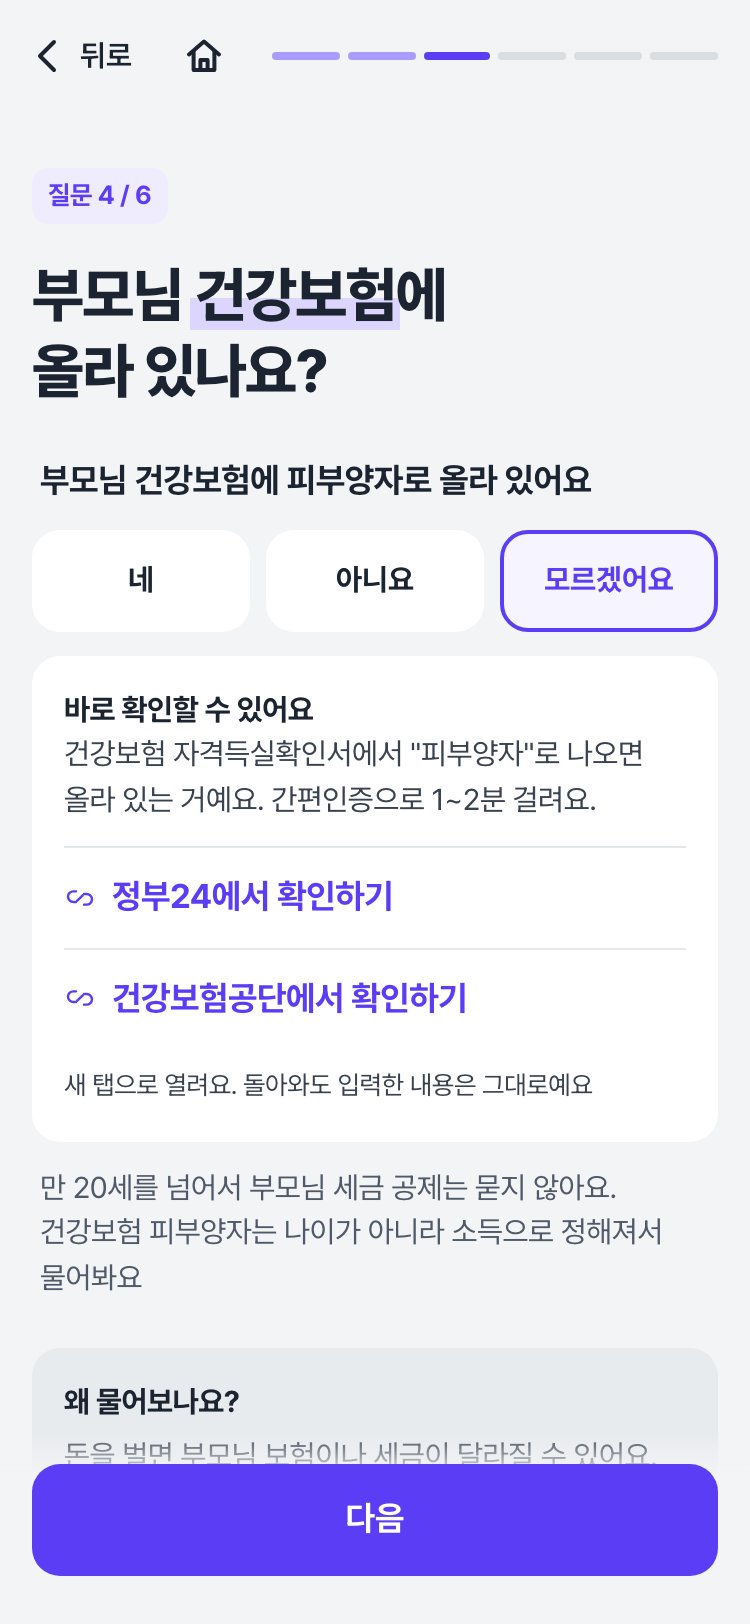 뒤로
질문 4 / 6
부모님 건강보험에
올라 있나요?
부모님 건강보험에 피부양자로 올라 있어요
네
아니요
모르겠어요
바로 확인할 수 있어요
건강보험 자격득실확인서에서 "피부양자"로 나오면
올라 있는 거예요. 간편인증으로 1~2분 걸려요.
정부24에서 확인하기
건강보험공단에서 확인하기
새 탭으로 열려요. 돌아와도 입력한 내용은 그대로예요
만 20세를 넘어서 부모님 세금 공제는 묻지 않아요.
건강보험 피부양자는 나이가 아니라 소득으로 정해져서
물어봐요
왜 물어보나요?
돈을 벌면 부모님 보험이나 세금이 달라질 수 있어요.
다음